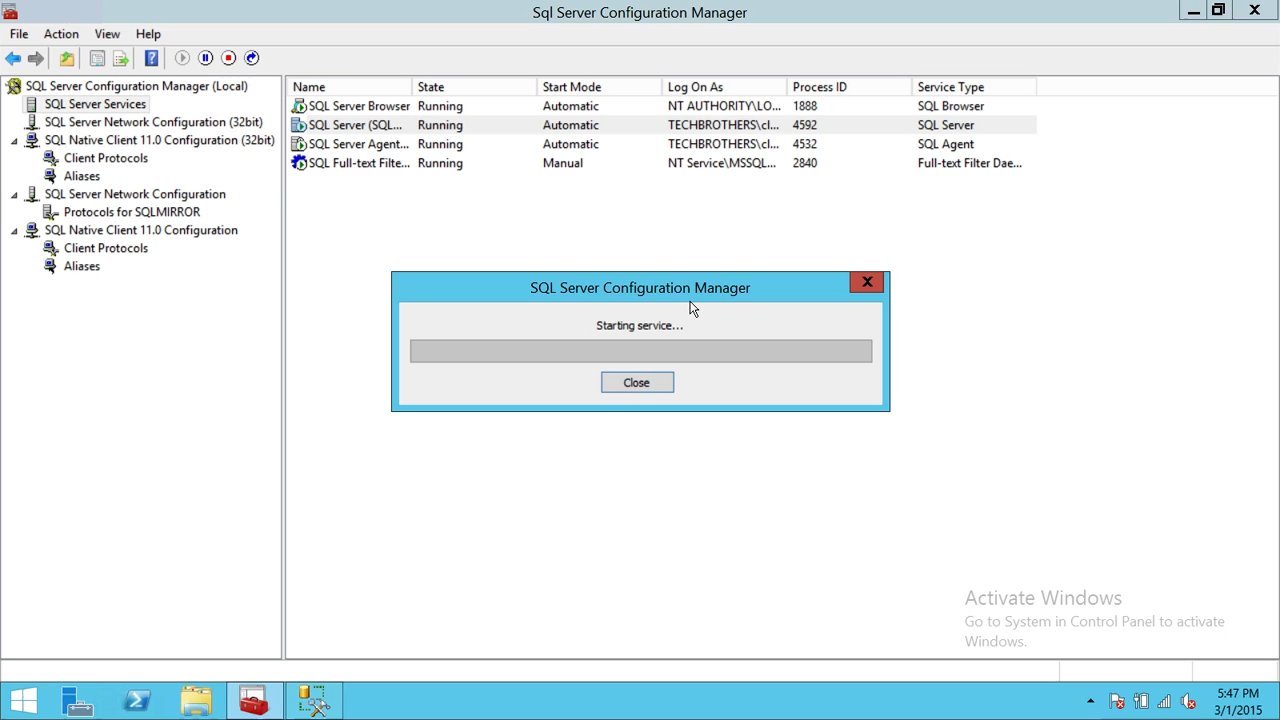 Sql Server Configuration Manager
File Action View Help
SQL Server Configuration Manager (Local)
SQL Server Services
SQL Server Network Configuration (32bit)
SQL Native Client 11.0 Configuration (32bit)
Client Protocols
Aliases
SQL Server Network Configuration
Protocols for SQLMIRROR
SQL Native Client 11.0 Configuration
Client Protocols
Aliases
Name State Start Mode Log On As Process ID Service Type
SQL Server Browser Running Automatic NT AUTHORITY\LO... 1888 SQL Browser
SQL Server (SQL... Running Automatic TECHBROTHERS\cl... 4592 SQL Server
SQL Server Agent... Running Automatic TECHBROTHERS\cl... 4532 SQL Agent
SQL Full-text Filte... Running Manual NT Service\MSSQL... 2840 Full-text Filter Dae...
SQL Server Configuration Manager
Starting service...
Close
Activate Windows
Go to System in Control Panel to activate
Windows.
5:47 PM
3/1/2015